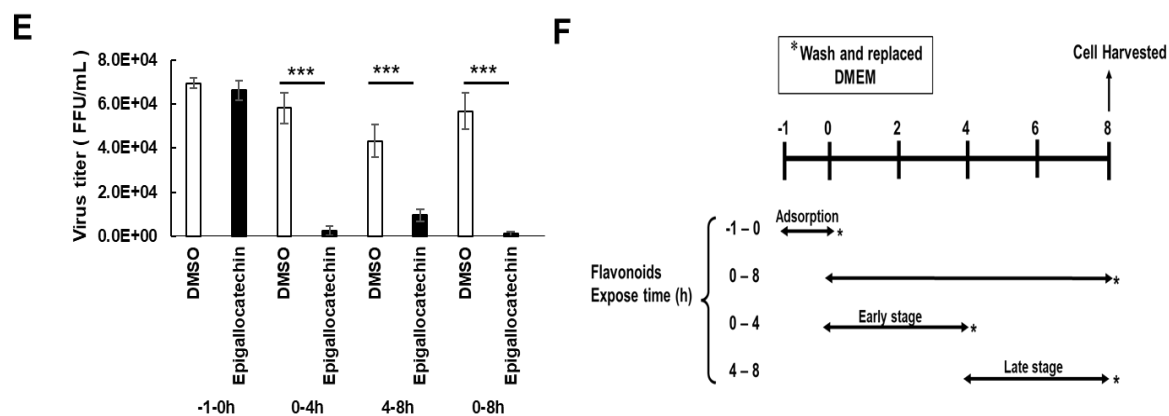 E
Virus titer ( FFU/mL )
8.0E+04
6.0E+04
4.0E+04
2.0E+04
0.0E+00
***
***
***
DMSO
Epigallocatechin
DMSO
Epigallocatechin
DMSO
Epigallocatechin
DMSO
Epigallocatechin
-1-0h
0-4h
4-8h
0-8h
F
*Wash and replaced
DMEM
Cell Harvested
-1
0
2
4
6
8
Flavonoids
Expose time (h)
-1 – 0
Adsorption
*
0 – 8
*
0 – 4
Early stage
*
4 – 8
Late stage
*